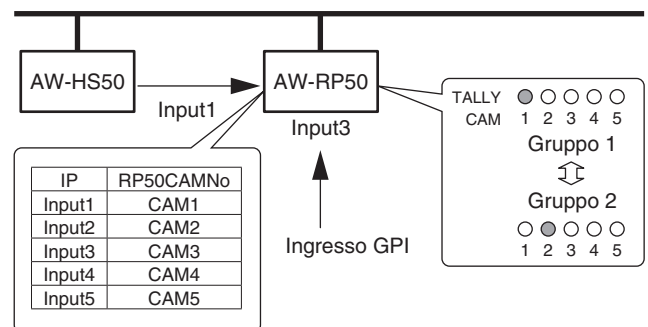 AW-HS50
AW-RP50
Input1
Input3
Ingresso GPI
IP RP50CAMNo
Input1 CAM1
Input2 CAM2
Input3 CAM3
Input4 CAM4
Input5 CAM5
TALLY
CAM 1 2 3 4 5
Gruppo 1
Gruppo 2
1 2 3 4 5